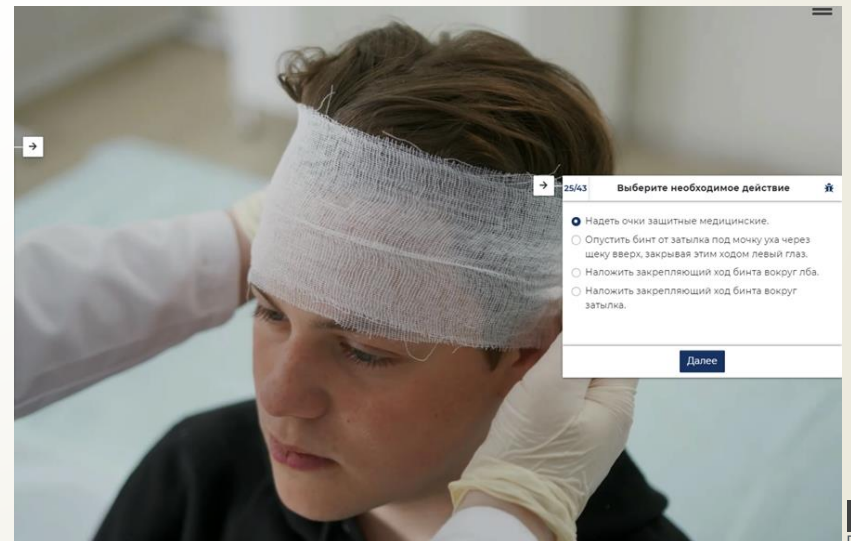 25/43 Выберите необходимое действие
Надеть очки защитные медицинские.
Опустить бинт от затылка под мочку уха через
щеку вверх, закрывая этим ходом левый глаз.
Наложить закрепляющий ход бинта вокруг лба.
Наложить закрепляющий ход бинта вокруг
затылка.
Далее